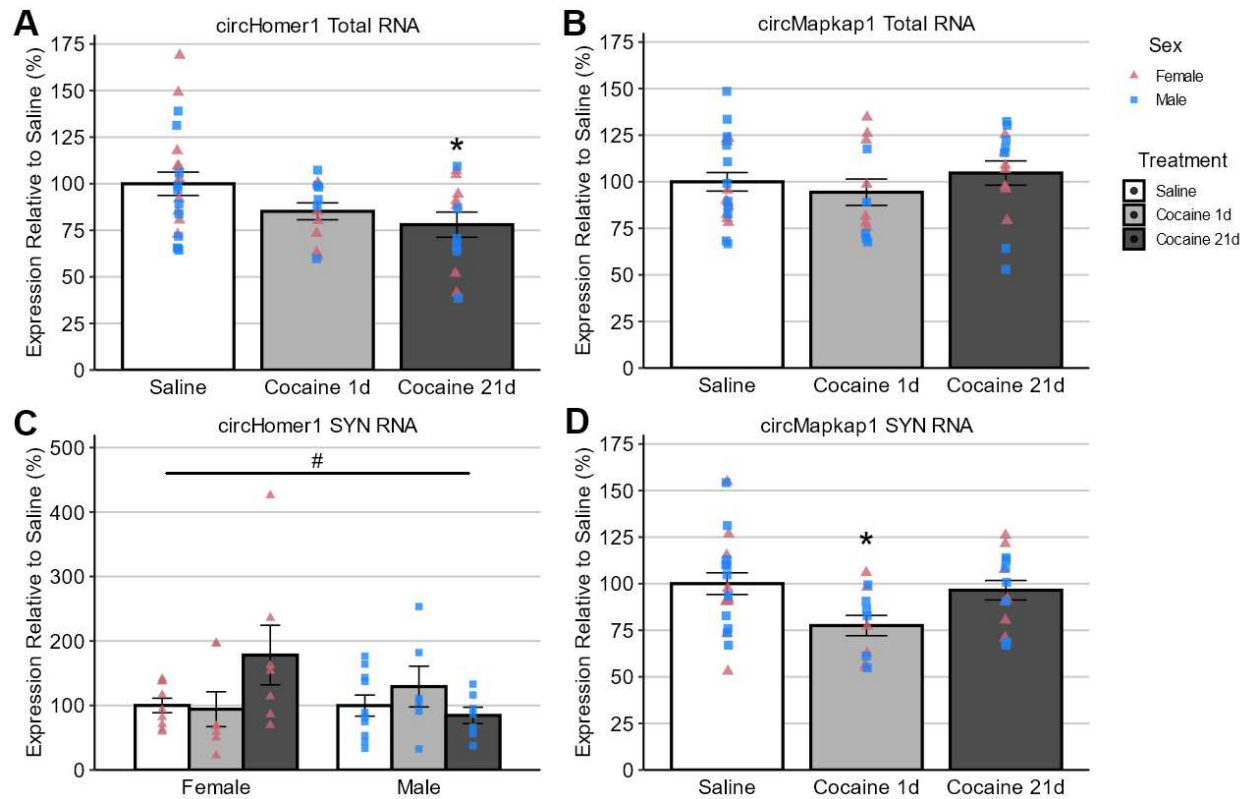 A
circHomer1 Total RNA
Expression Relative to Saline (%)
175
150
125
100
75
50
25
0
*
Saline
Cocaine 1d
Cocaine 21d
B
circMapkap1 Total RNA
Expression Relative to Saline (%)
175
150
125
100
75
50
25
0
Saline
Cocaine 1d
Cocaine 21d
Sex
Female
Male
Treatment
Saline
Cocaine 1d
Cocaine 21d
C
circHomer1 SYN RNA
Expression Relative to Saline (%)
500
400
300
200
100
0
#
Female
Male
D
circMapkap1 SYN RNA
Expression Relative to Saline (%)
175
150
125
100
75
50
25
0
*
Saline
Cocaine 1d
Cocaine 21d